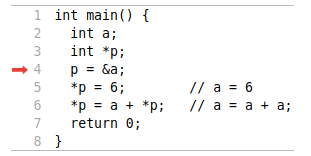 1 int main() {
2   int a;
3   int *p;
4   p = &a;
5   *p = 6;        // a = 6
6   *p = a + *p;   // a = a + a;
7   return 0;
8 }